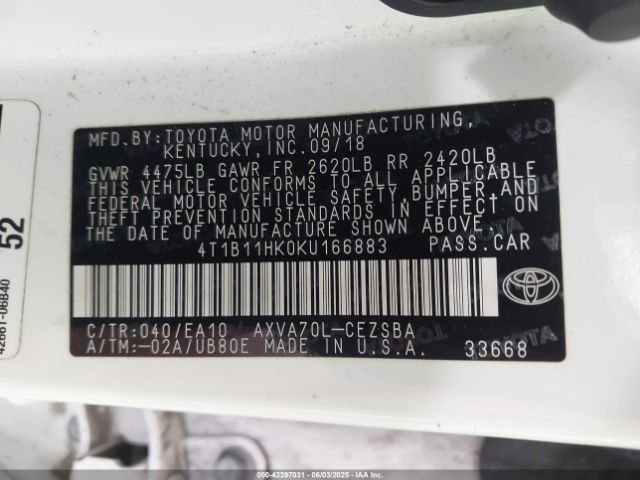 MFD.BY:TOYOTA MOTOR MANUFACTURING,
KENTUCKY,INC.09/18
GVWR 4475LB GAWR FR 2620LB RR 2420LB
THIS VEHICLE CONFORMS TO ALL APPLICABLE
FEDERAL MOTOR VEHICLE SAFETY,BUMPER,AND
THEFT PREVENTION STANDARDS IN EFFECT ON
THE DATE OF MANUFACTURE SHOWN ABOVE.
4T1B11HK0KU166883 PASS.CAR
C/TR:040/EA10 AXVA70L-CEZSBA
A/TM:-02A/UB80E MADE IN U.S.A. 33668
52
42661-06B40
000-42397031 - 06/03/2025 - © COPYRIGHT IAA